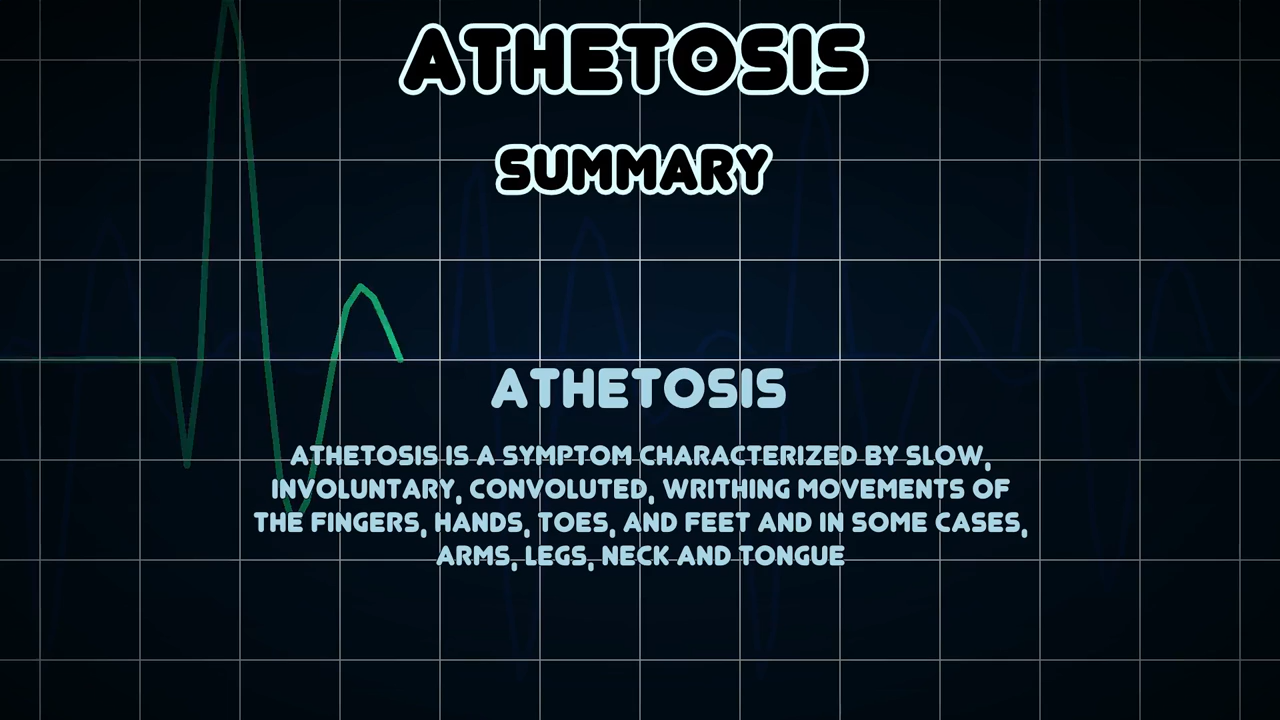 ATHETOSIS
SUMMARY
ATHETOSIS
ATHETOSIS IS A SYMPTOM CHARACTERIZED BY SLOW,
INVOLUNTARY, CONVOLUTED, WRITHING MOVEMENTS OF
THE FINGERS, HANDS, TOES, AND FEET AND IN SOME CASES,
ARMS, LEGS, NECK AND TONGUE